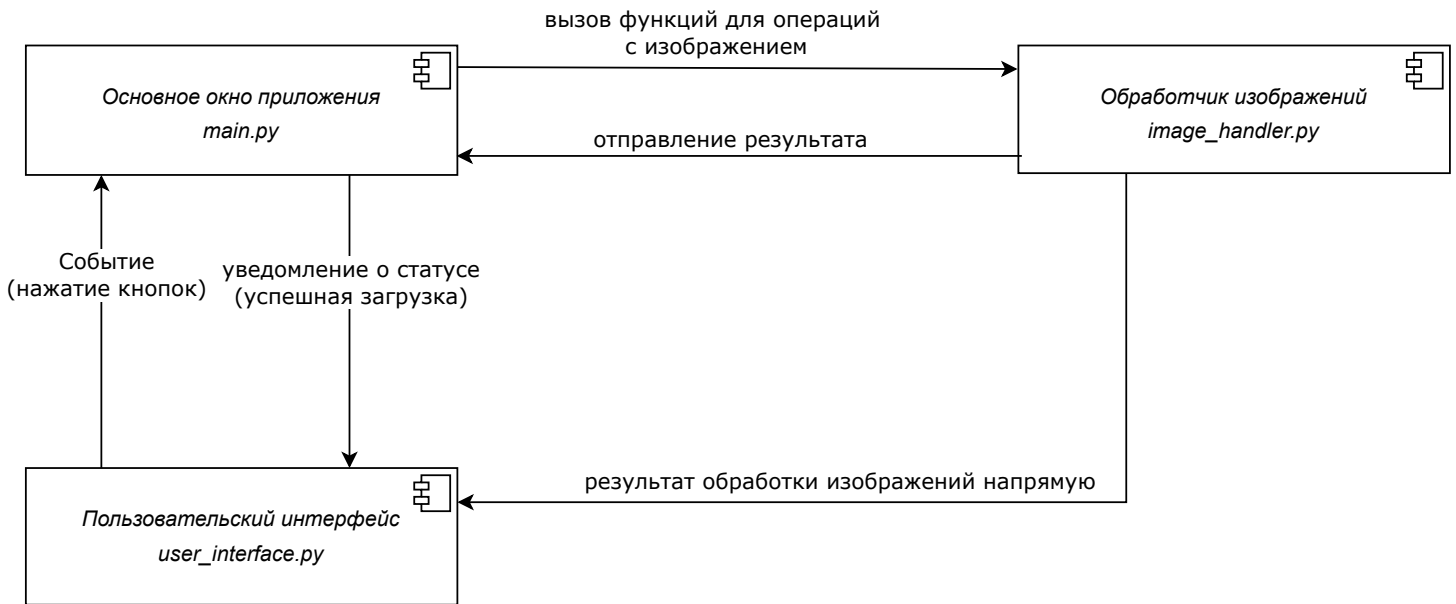 вызов функций для операций
с изображением
Основное окно приложения
main.py
Обработчик изображений
image_handler.py
отправление результата
Событие
(нажатие кнопок)
уведомление о статусе
(успешная загрузка)
результат обработки изображений напрямую
Пользовательский интерфейс
user_interface.py